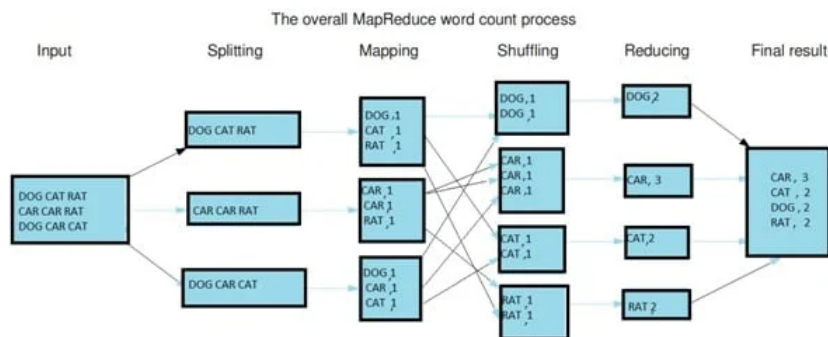 The overall MapReduce word count process
Input
Splitting
Mapping
Shuffling
Reducing
Final result
DOG CAT RAT
CAR CAR RAT
DOG CAR CAT
DOG CAT RAT
CAR CAR RAT
DOG CAR CAT
DOG ,1
CAT ,1
RAT ,1
CAR ,1
CAR ,1
RAT ,1
DOG ,1
CAR ,1
CAT ,1
DOG ,1
DOG ,1
CAR ,1
CAR ,1
CAR ,1
CAT ,1
CAT ,1
RAT ,1
RAT ,1
DOG,2
CAR, 3
CAT,2
RAT,2
CAR, 3
CAT, 2
DOG, 2
RAT, 2